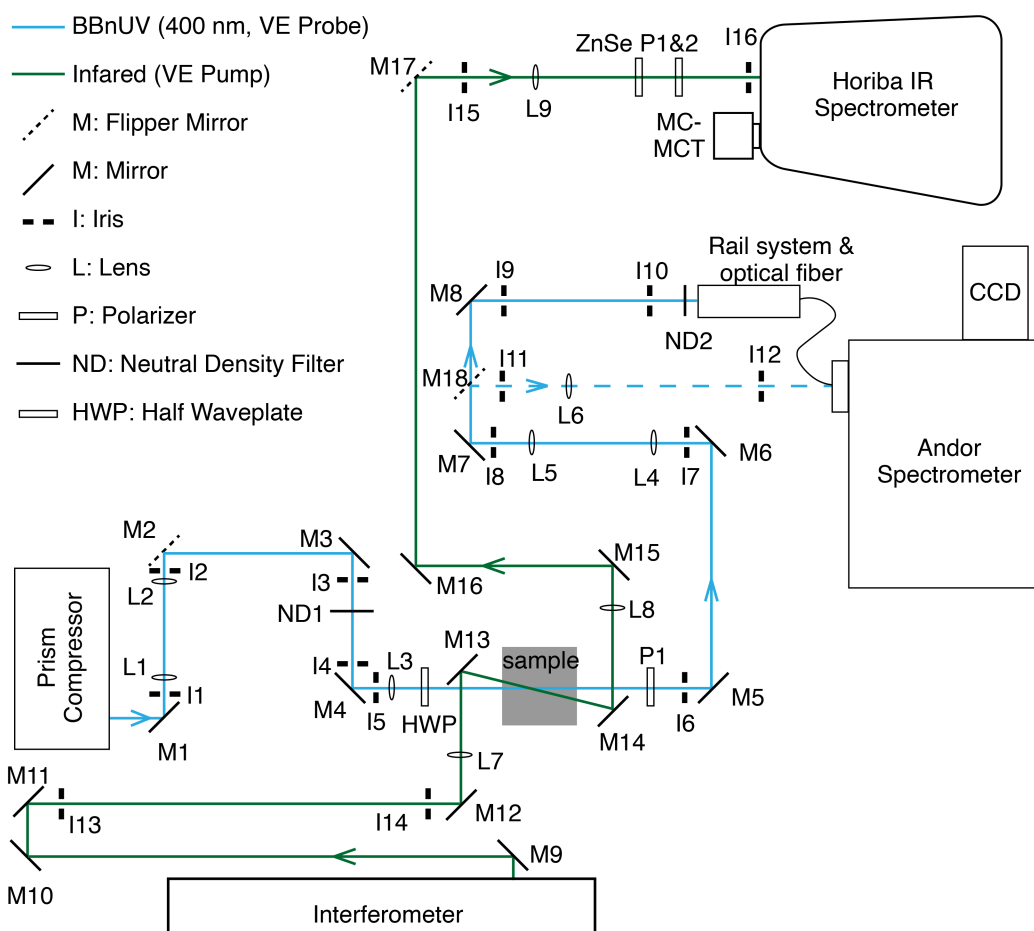 BBnUV (400 nm, VE Probe)
Infared (VE Pump)
M: Flipper Mirror
M: Mirror
I: Iris
L: Lens
P: Polarizer
ND: Neutral Density Filter
HWP: Half Waveplate
M17
I15
L9
ZnSe P1&2
I16
Horiba IR
Spectrometer
MC-
MCT
Rail system &
optical fiber
M8
I9
I10
ND2
CCD
M18
I11
L6
I12
M7
I8
L5
L4
I7
M6
Andor
Spectrometer
M2
I2
L2
L1
I1
M1
Prism
Compressor
M3
I3
ND1
I4
M4
I5
L3
HWP
M16
M15
L8
M13
sample
M14
P1
I6
M5
L7
M11
I13
I14
M12
M10
M9
Interferometer